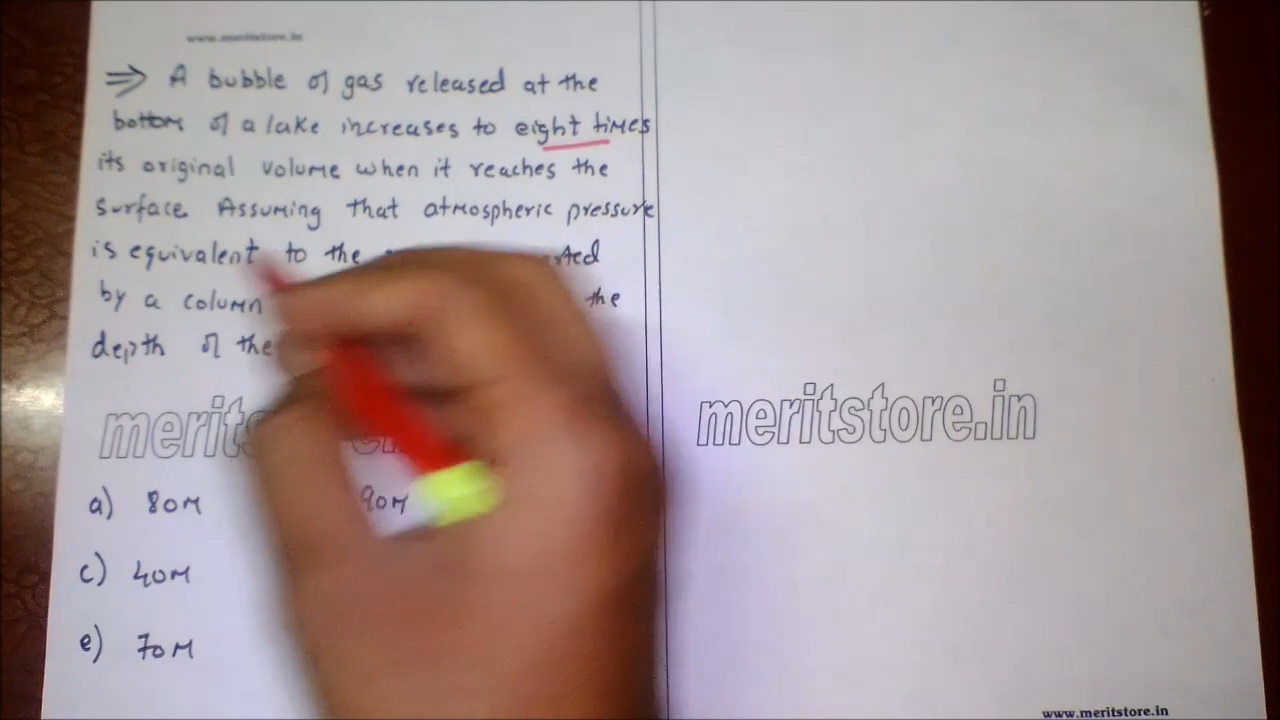 www.meritstore.in
⇒ A bubble of gas released at the
bottom of a lake increases to eight times
its original volume when it reaches the
surface. Assuming that atmospheric pressure
is equivalent to the
by a column the
depth of the
meritstore.in
a) 80M 90M
c) 40M
e) 70M
www.meritstore.in